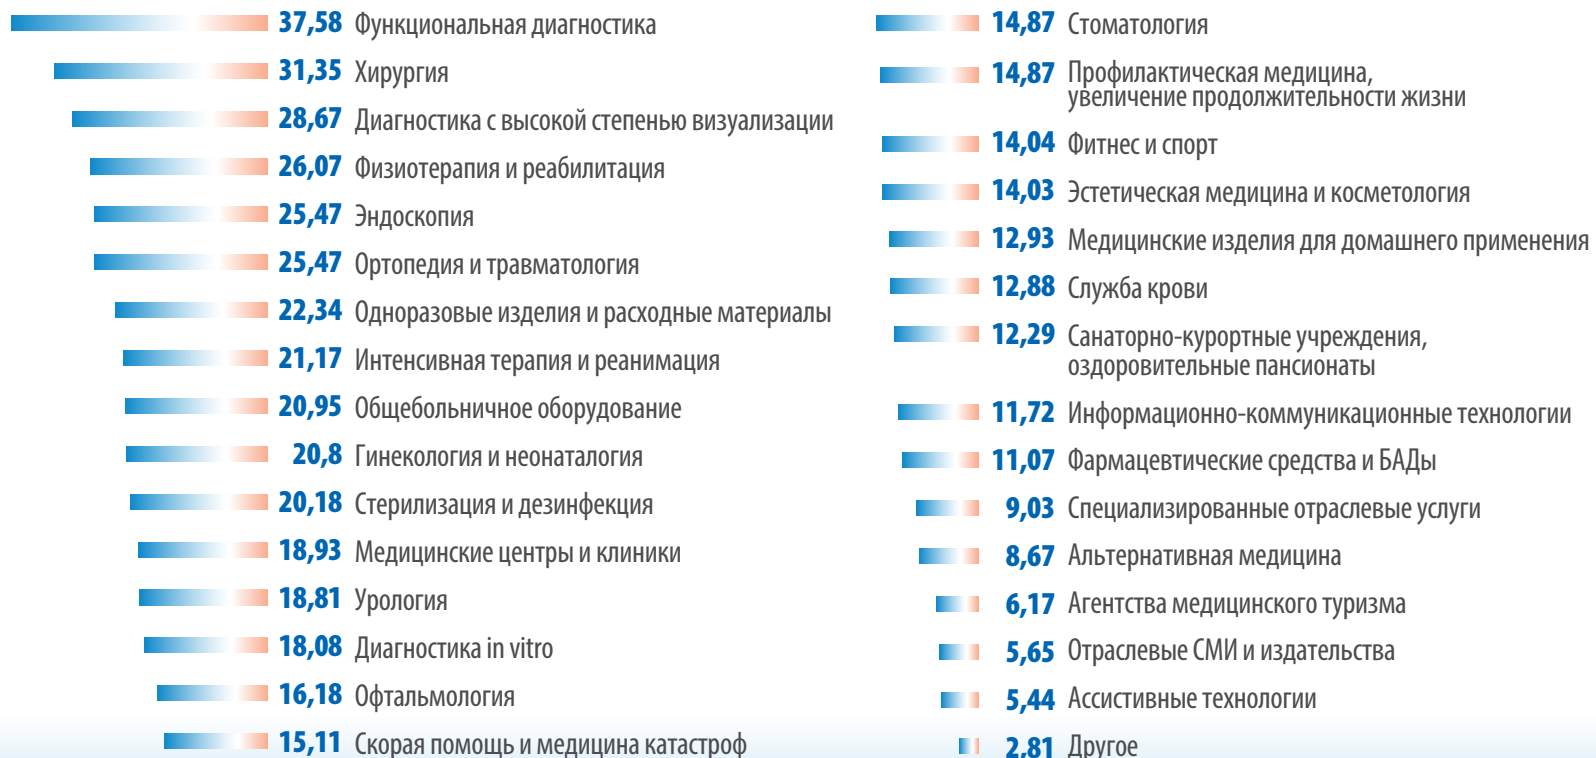 37,58 Функциональная диагностика
31,35 Хирургия
28,67 Диагностика с высокой степенью визуализации
26,07 Физиотерапия и реабилитация
25,47 Эндоскопия
25,47 Ортопедия и травматология
22,34 Одноразовые изделия и расходные материалы
21,17 Интенсивная терапия и реанимация
20,95 Общебольничное оборудование
20,8 Гинекология и неонаталогия
20,18 Стерилизация и дезинфекция
18,93 Медицинские центры и клиники
18,81 Урология
18,08 Диагностика in vitro
16,18 Офтальмология
15,11 Скорая помощь и медицина катастроф
14,87 Стоматология
14,87 Профилактическая медицина,
увеличение продолжительности жизни
14,04 Фитнес и спорт
14,03 Эстетическая медицина и косметология
12,93 Медицинские изделия для домашнего применения
12,88 Служба крови
12,29 Санаторно-курортные учреждения,
оздоровительные пансионаты
11,72 Информационно-коммуникационные технологии
11,07 Фармацевтические средства и БАДы
9,03 Специализированные отраслевые услуги
8,67 Альтернативная медицина
6,17 Агентства медицинского туризма
5,65 Отраслевые СМИ и издательства
5,44 Ассистивные технологии
2,81 Другое